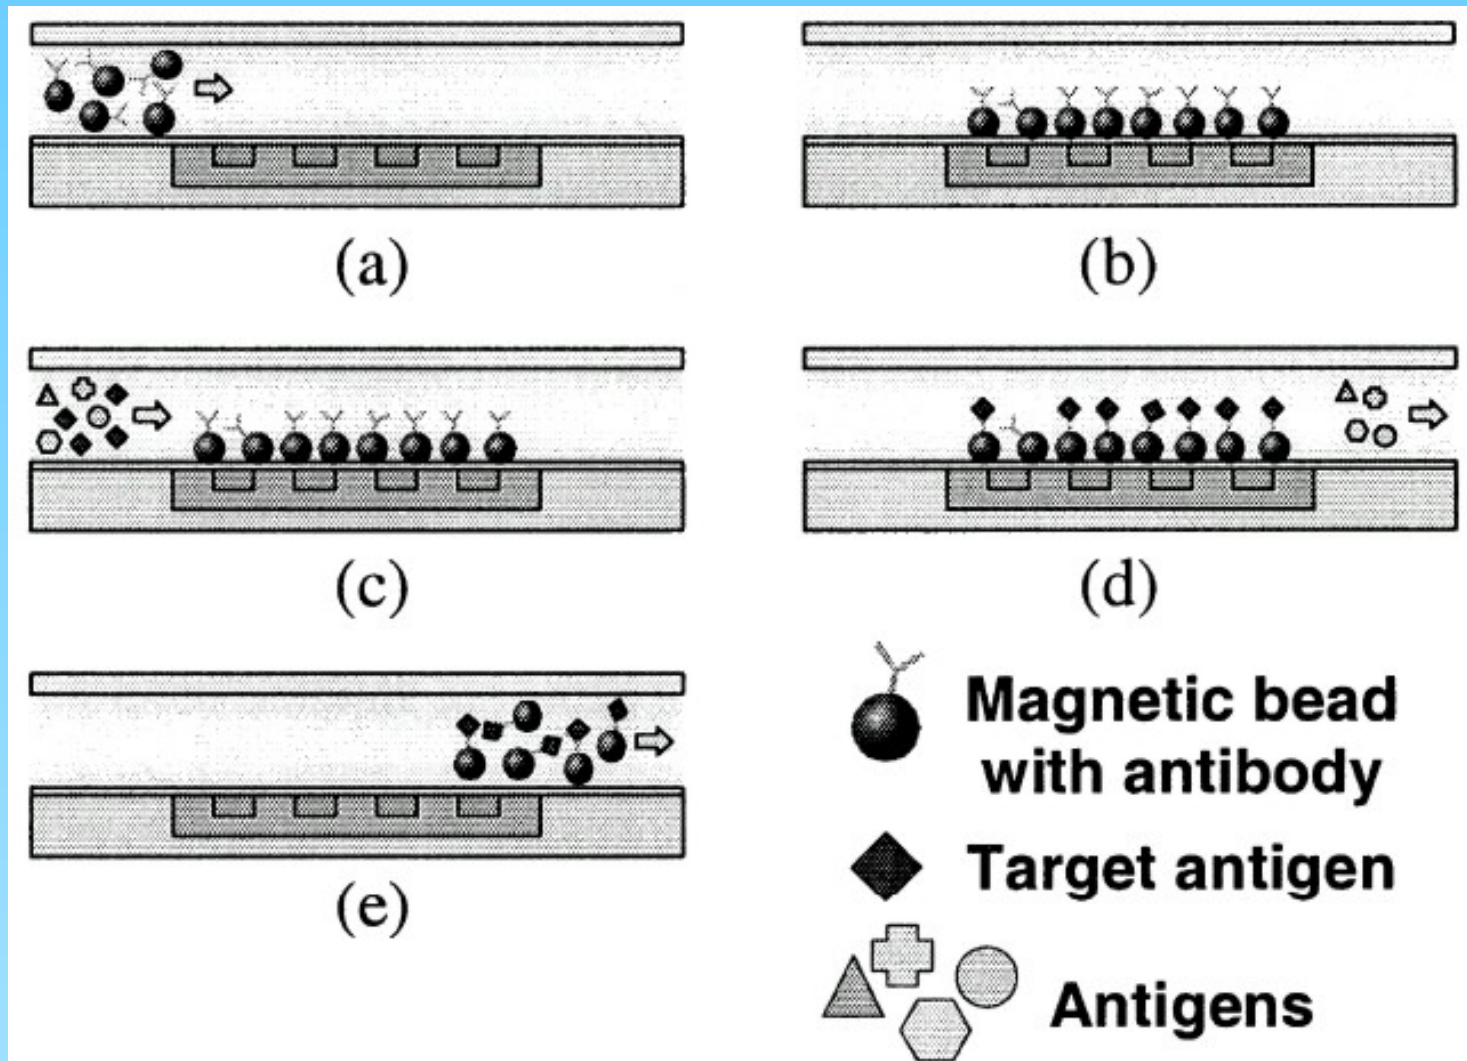 (a)
(b)
(c)
(d)
(e)
Magnetic bead
with antibody
Target antigen
Antigens